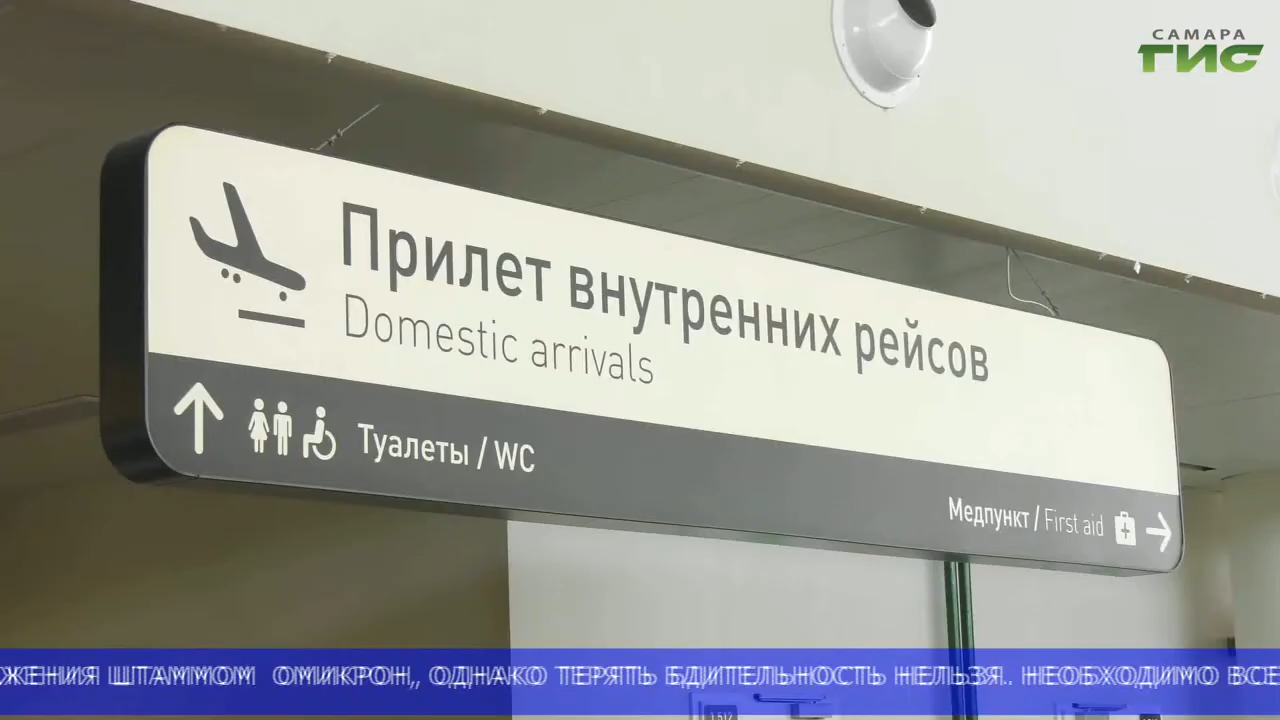 САМАРА
ГИС
Прилет внутренних рейсов
Domestic arrivals
Туалеты / WC
Медпункт / First aid
ЖЕНИЯ ШТАММОМ ОМИКРОН, ОДНАКО ТЕРЯТЬ БДИТЕЛЬНОСТЬ НЕЛЬЗЯ. НЕОБХОДИМО ВСЕ